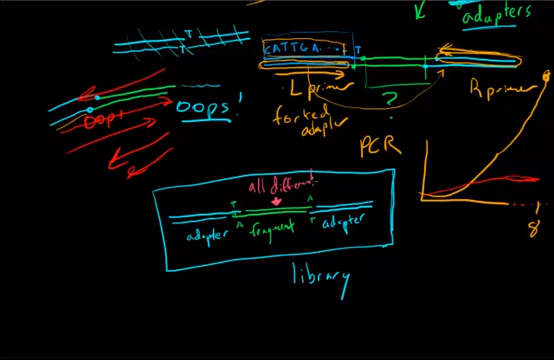 K
adapters
T
CATTGA....
T
L primer
R primer
oops!
oops
?
forked
adapter
PCR
all different
T
A
A
T
adapter
fragment
adapter
8
library